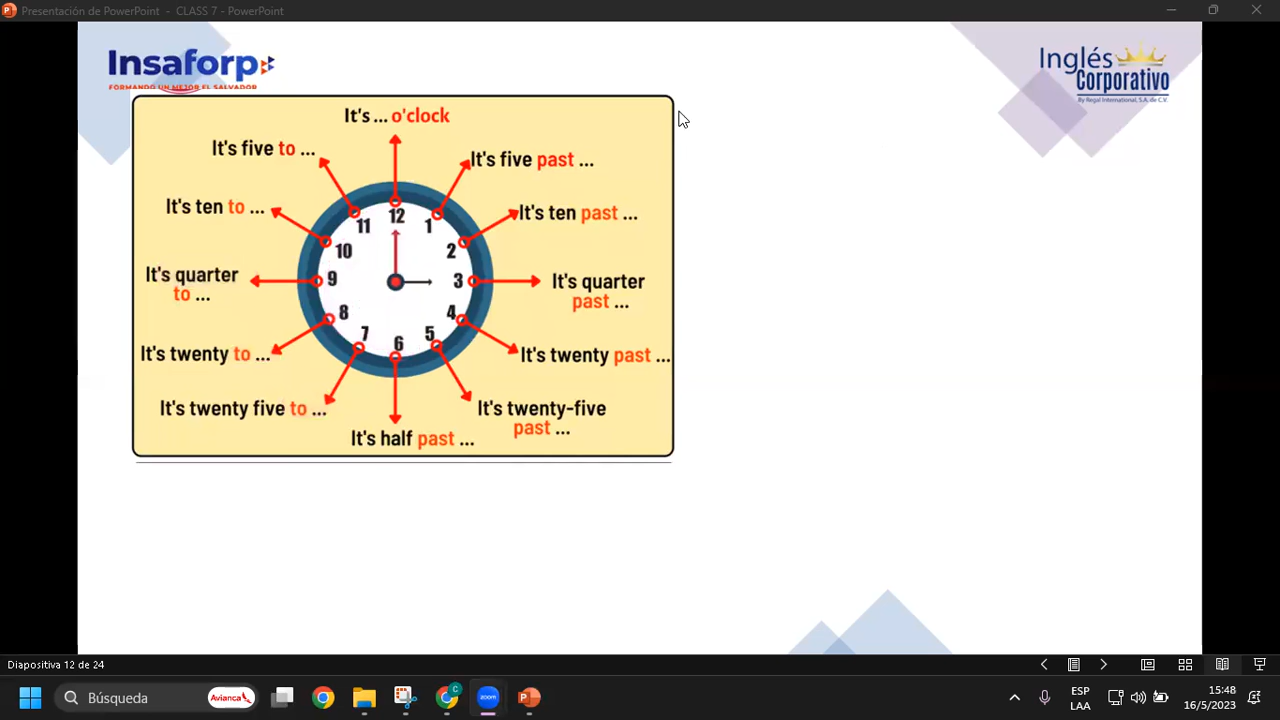 Presentación de PowerPoint - CLASS 7 - PowerPoint
Insaforp
FORMANDO UN MEJOR EL SALVADOR
Inglés
Corporativo
By Regal International, S.A. de C.V.
It's ... o'clock
It's five to ...
It's five past ...
It's ten to ...
It's ten past ...
It's quarter
to ...
It's quarter
past ...
It's twenty to ...
It's twenty past ...
It's twenty five to ...
It's twenty-five
past ...
It's half past ...
12
11
1
10
2
9
3
8
4
7
5
6
Diapositiva 12 de 24
Búsqueda
Avianca
C
zoom
ESP
LAA
15:48
16/5/2023